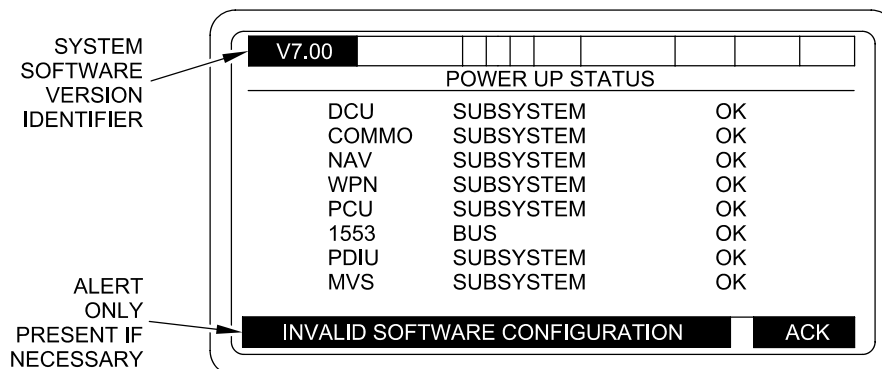 SYSTEM
SOFTWARE
VERSION
IDENTIFIER
V7.00
POWER UP STATUS
DCU SUBSYSTEM OK
COMMO SUBSYSTEM OK
NAV SUBSYSTEM OK
WPN SUBSYSTEM OK
PCU SUBSYSTEM OK
1553 BUS OK
PDIU SUBSYSTEM OK
MVS SUBSYSTEM OK
ALERT
ONLY
PRESENT IF
NECESSARY
INVALID SOFTWARE CONFIGURATION ACK